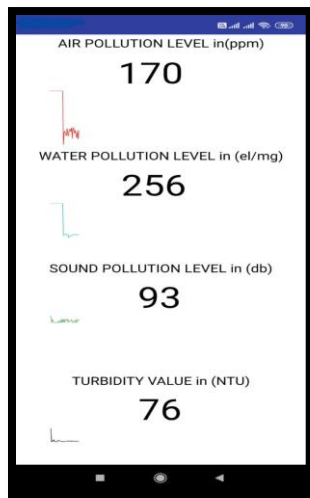 AIR POLLUTION LEVEL in(ppm)
170
WATER POLLUTION LEVEL in (el/mg)
256
SOUND POLLUTION LEVEL in (db)
93
TURBIDITY VALUE in (NTU)
76